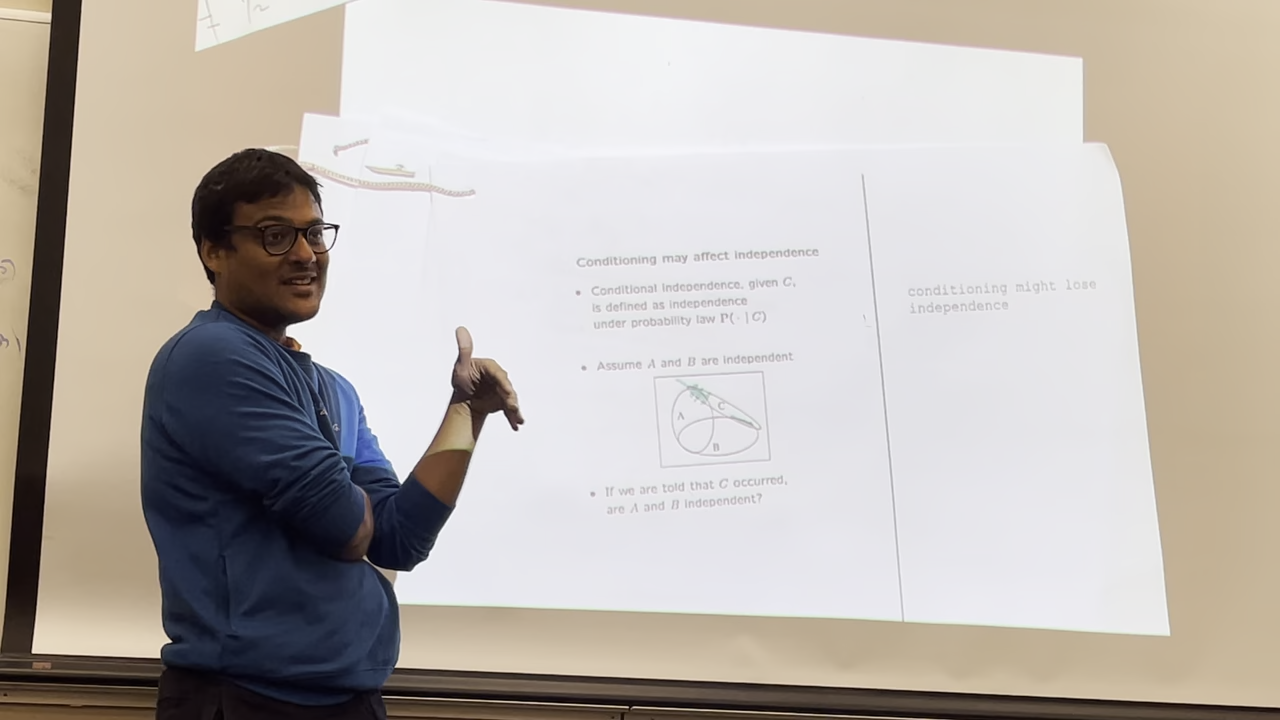 Conditioning may affect independence
• Conditional independence, given C,
is defined as independence
under probability law P( · | C)
• Assume A and B are independent
A
C
B
• If we are told that C occurred,
are A and B independent?
conditioning might lose
independence